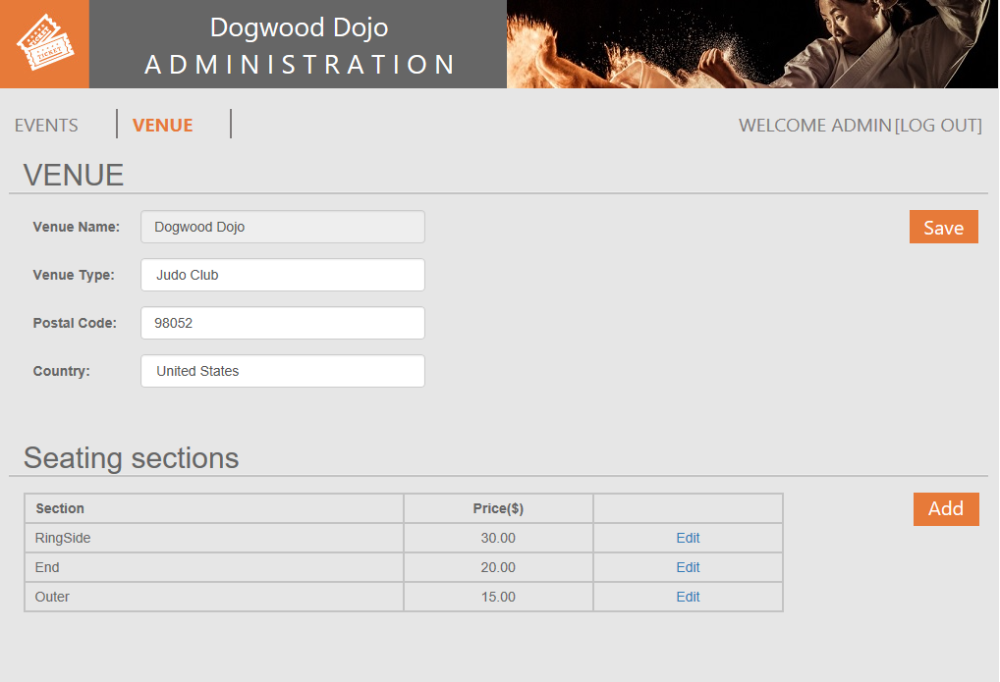 TICKET
Dogwood Dojo
ADMINISTRATION
EVENTS
VENUE
WELCOME ADMIN [LOG OUT]
VENUE
Venue Name: Dogwood Dojo
Save
Venue Type: Judo Club
Postal Code: 98052
Country: United States
Seating sections
Add
Section Price($)
RingSide 30.00 Edit
End 20.00 Edit
Outer 15.00 Edit